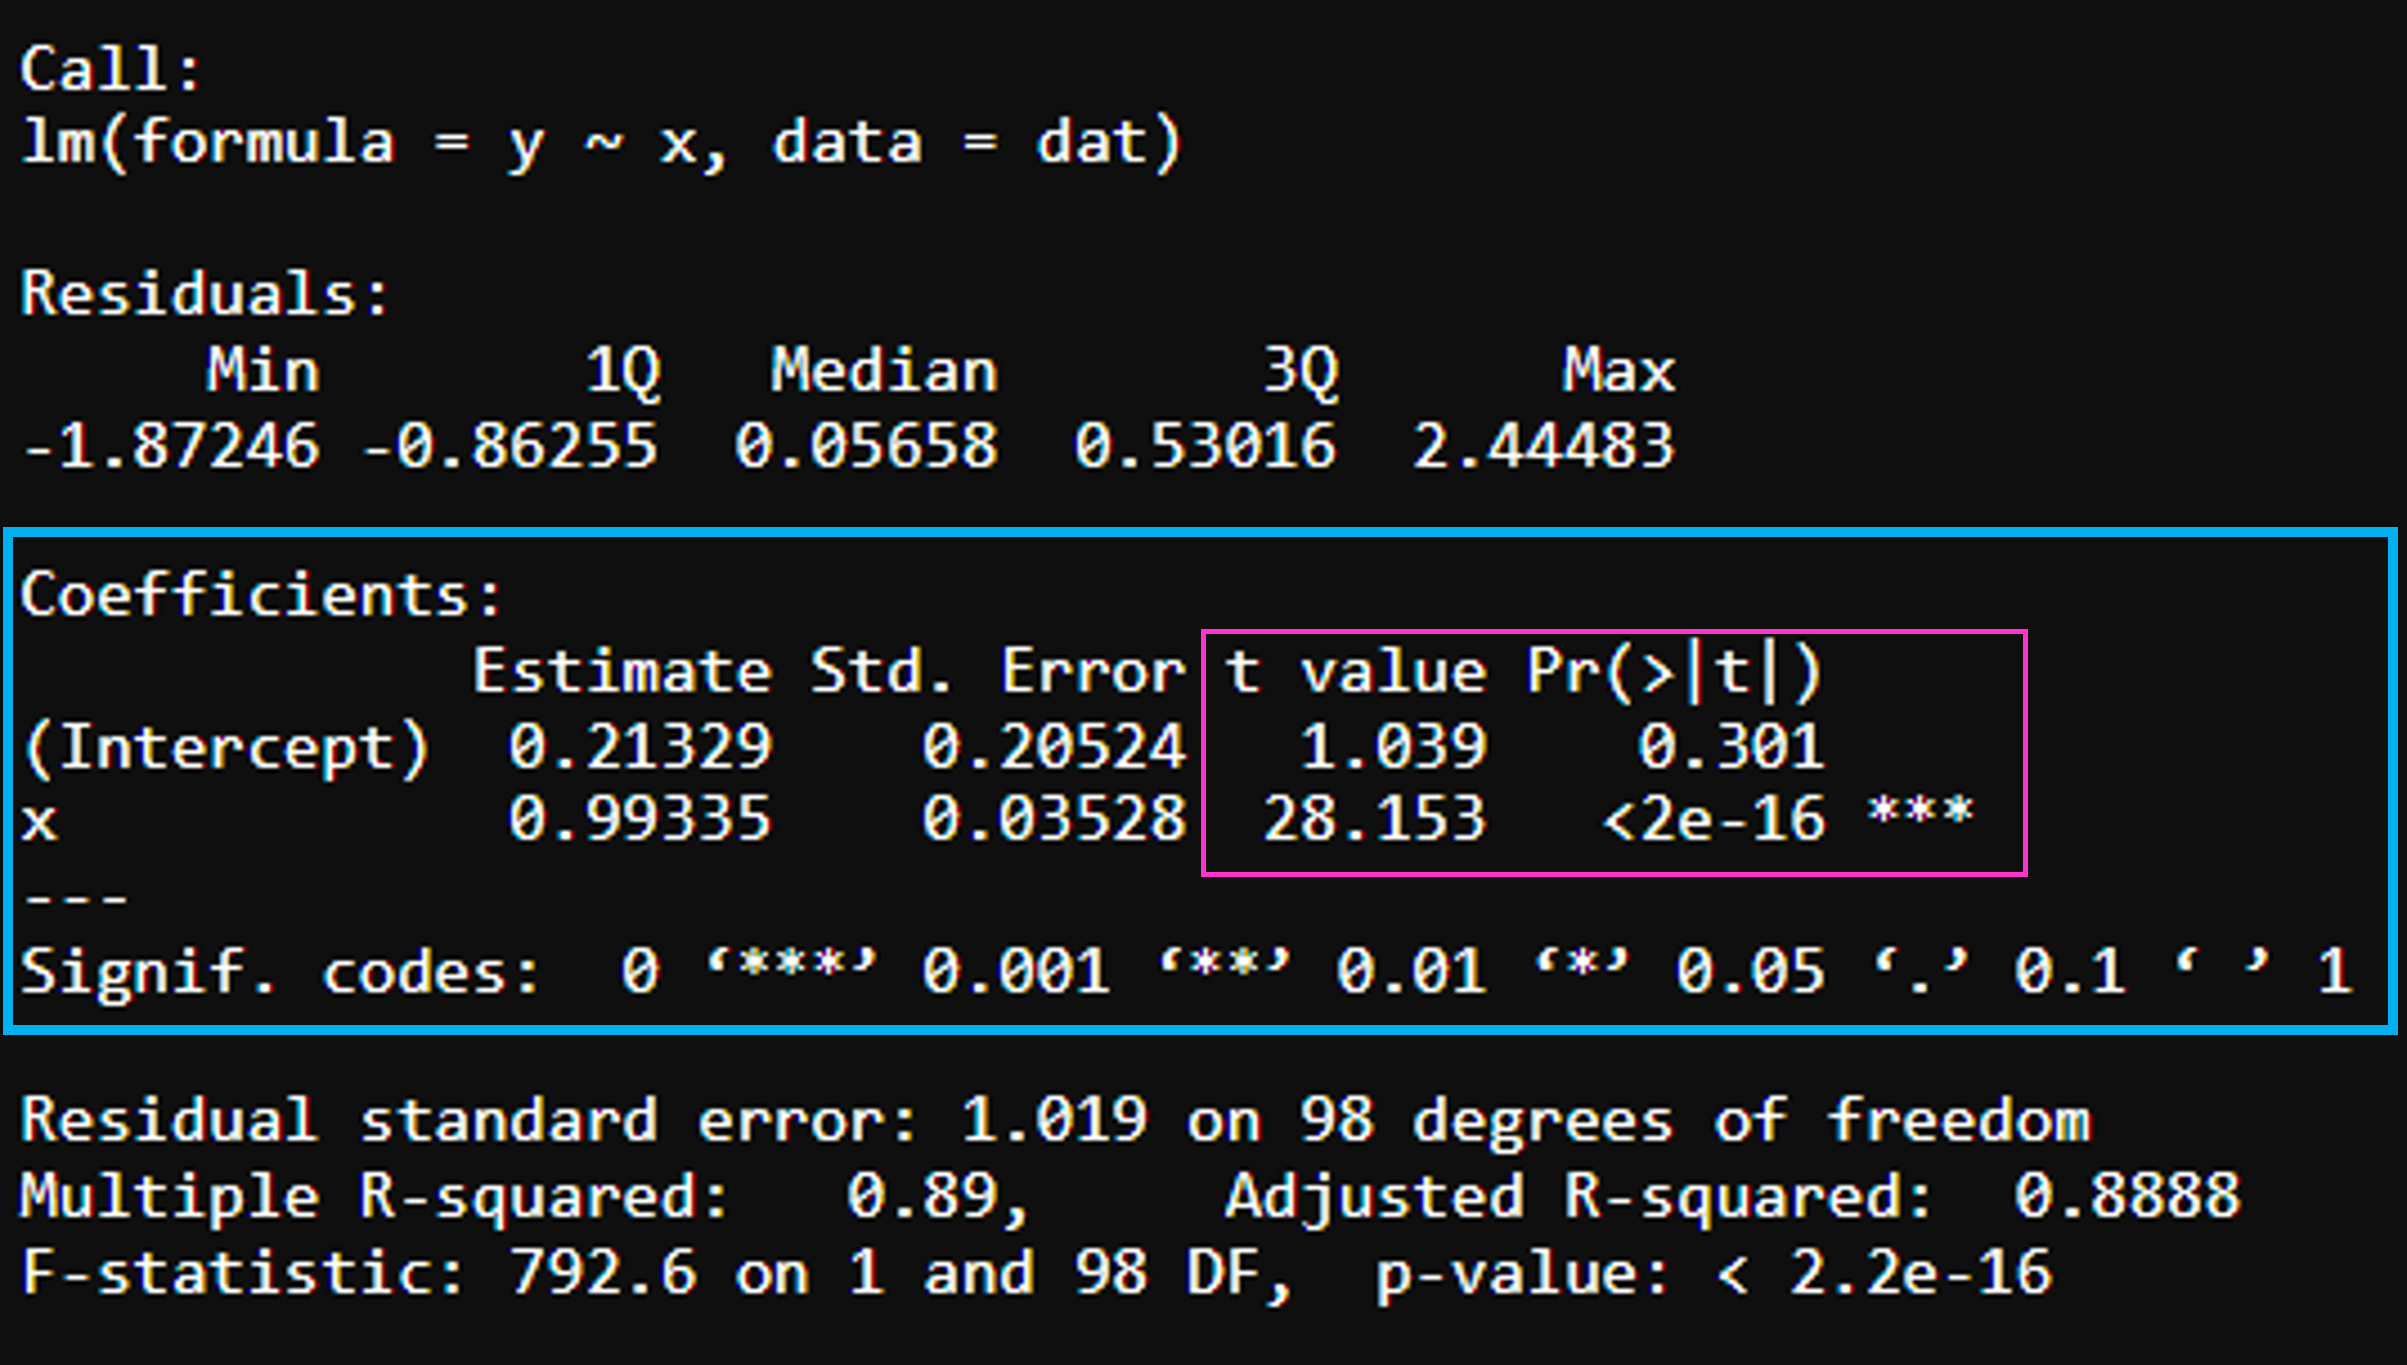 Call:
lm(formula = y ~ x, data = dat)
Residuals:
     Min       1Q   Median       3Q      Max
-1.87246 -0.86255  0.05658  0.53016  2.44483
Coefficients:
            Estimate Std. Error t value Pr(>|t|)
(Intercept)  0.21329    0.20524   1.039    0.301
x            0.99335    0.03528  28.153   <2e-16 ***
---
Signif. codes:  0 ‘***’ 0.001 ‘**’ 0.01 ‘*’ 0.05 ‘.’ 0.1 ‘ ’ 1
Residual standard error: 1.019 on 98 degrees of freedom
Multiple R-squared:   0.89,	Adjusted R-squared:  0.8888
F-statistic: 792.6 on 1 and 98 DF,  p-value: < 2.2e-16